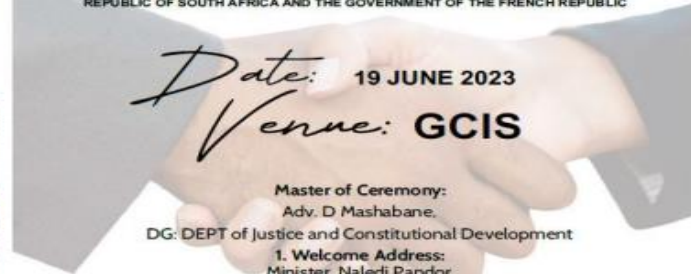 REPUBLIC OF SOUTH AFRICA AND THE GOVERNMENT OF THE FRENCH REPUBLIC
Date: 19 JUNE 2023
Venue: GCIS
Master of Ceremony:
Adv. D Mashabane,
DG: DEPT of Justice and Constitutional Development
1. Welcome Address:
Minister Naledi Pandor